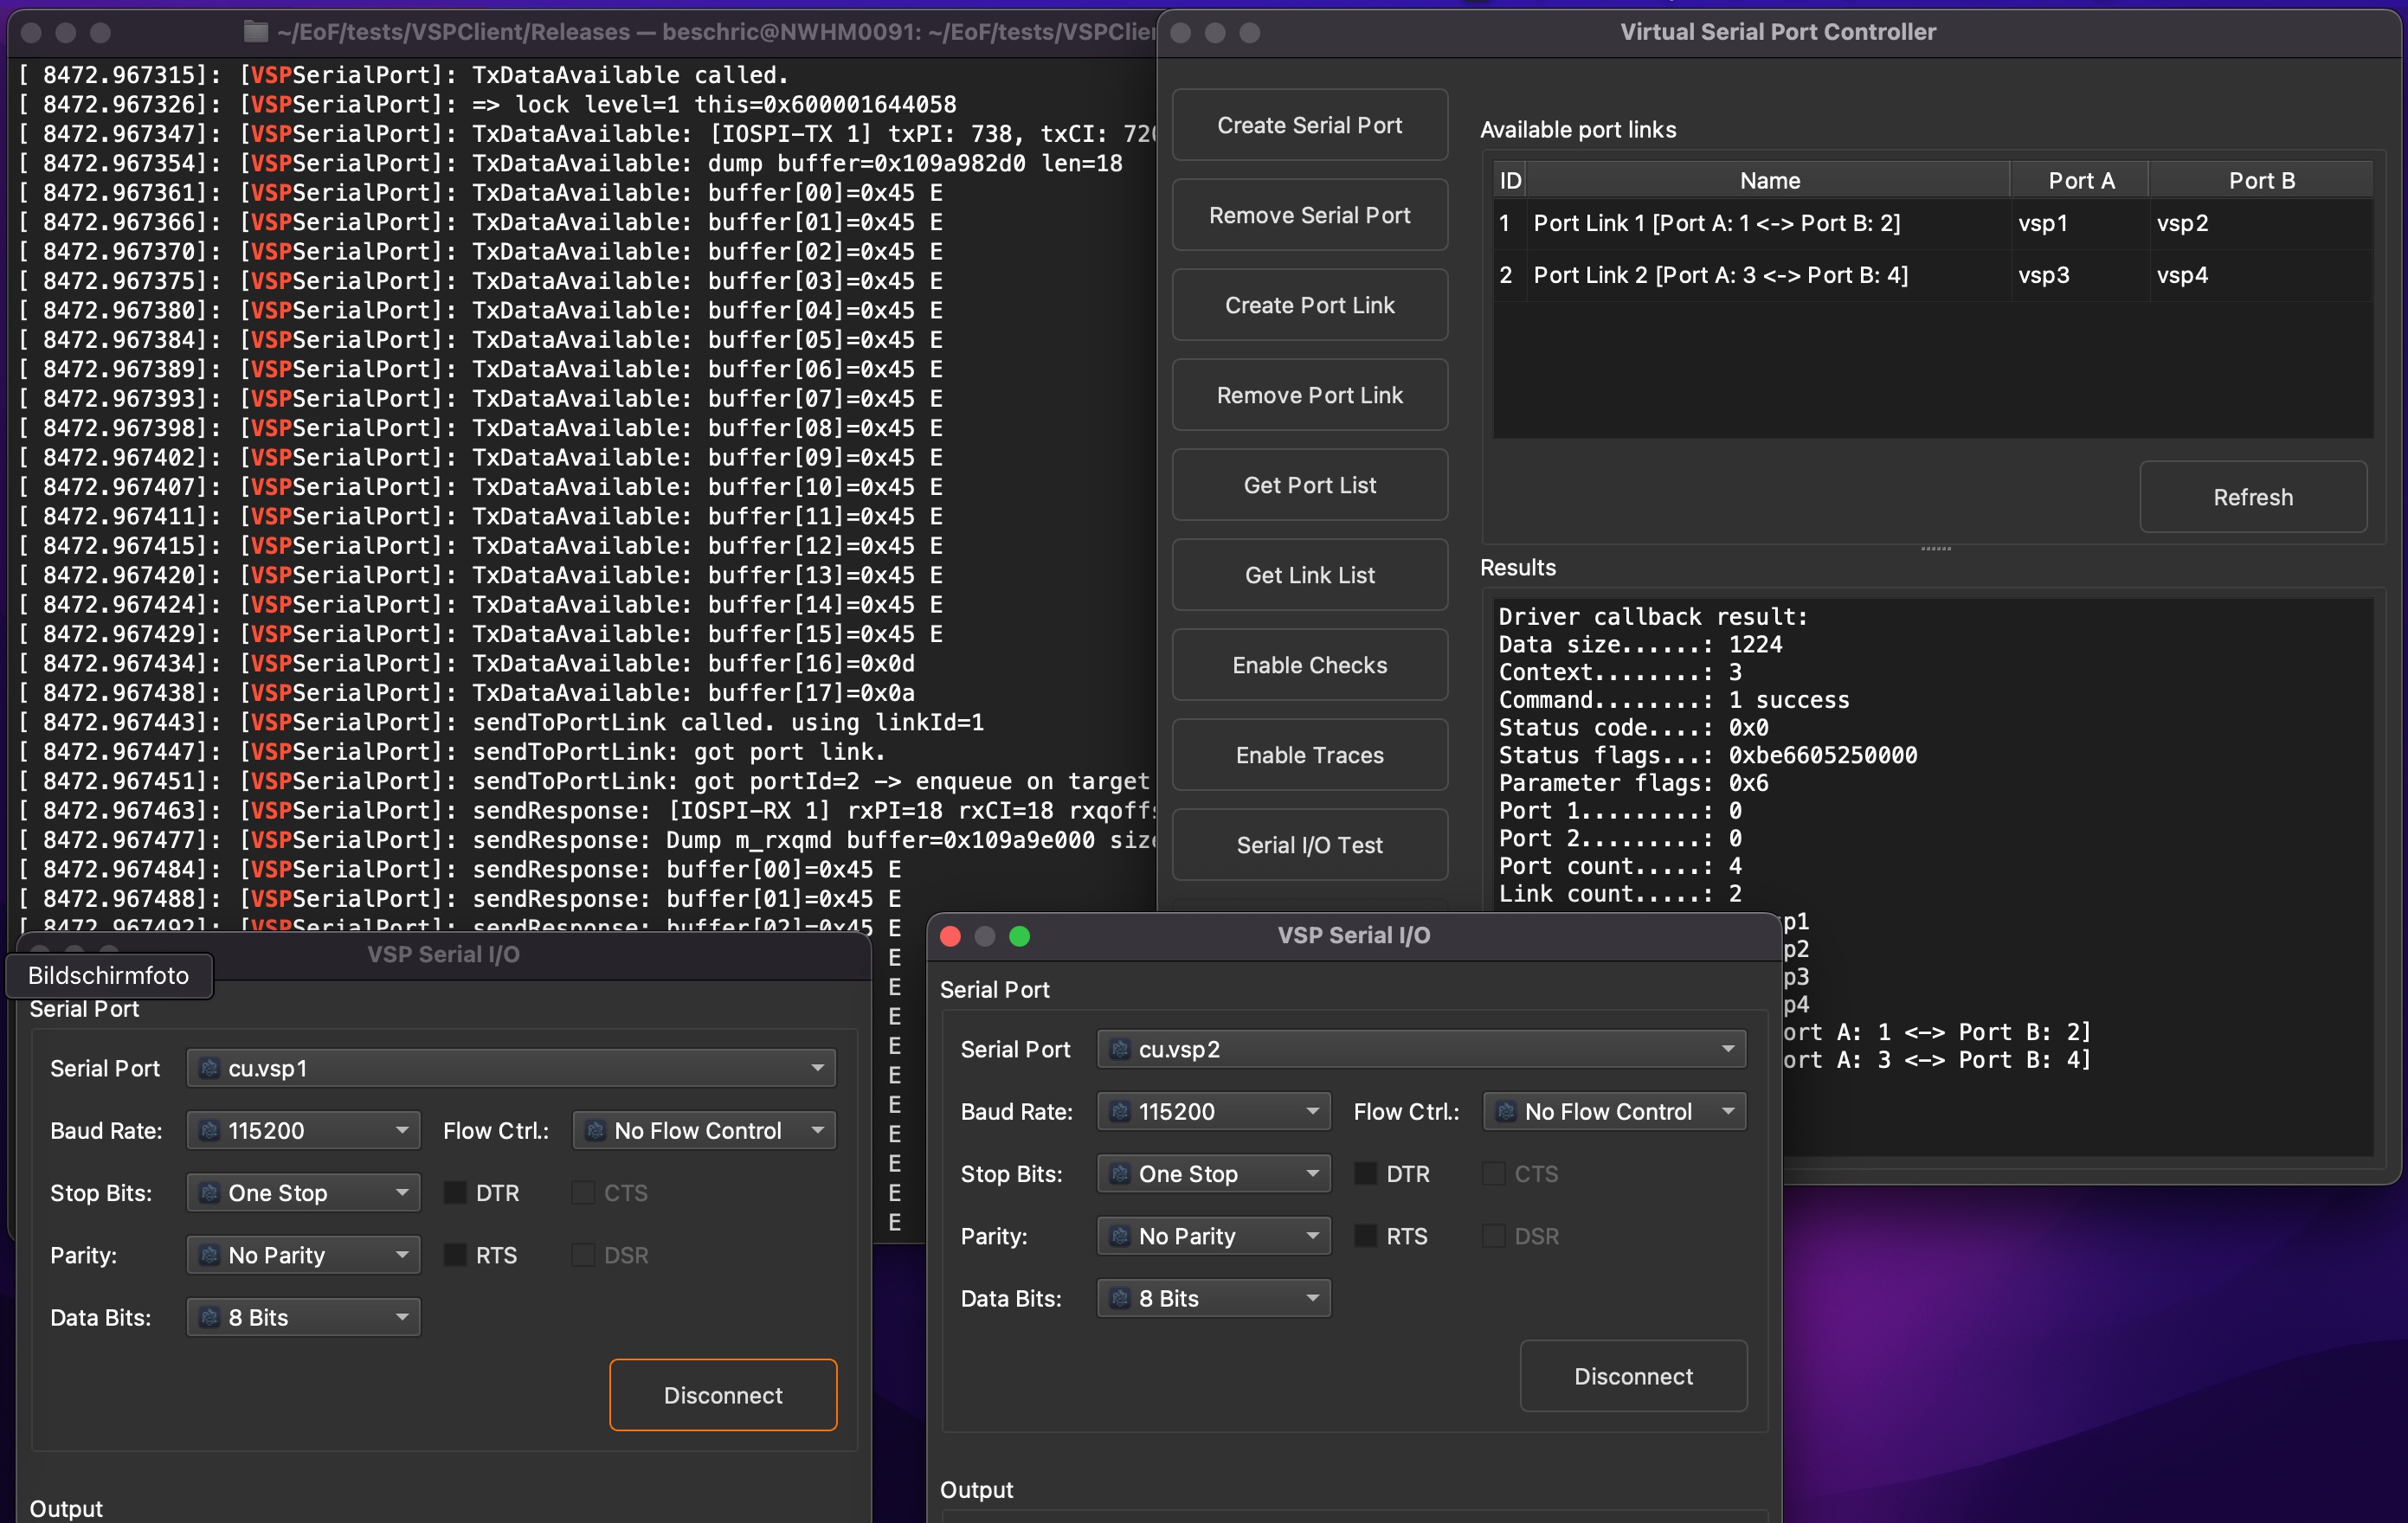 ~/EoF/tests/VSPClient/Releases — beschric@NWHM0091: ~/EoF/tests/VSPClie
[ 8472.967315]: [VSPSerialPort]: TxDataAvailable called.
[ 8472.967326]: [VSPSerialPort]: => lock level=1 this=0x600001644058
[ 8472.967347]: [VSPSerialPort]: TxDataAvailable: [IOSPI-TX 1] txPI: 738, txCI: 720
[ 8472.967354]: [VSPSerialPort]: TxDataAvailable: dump buffer=0x109a982d0 len=18
[ 8472.967361]: [VSPSerialPort]: TxDataAvailable: buffer[00]=0x45 E
[ 8472.967366]: [VSPSerialPort]: TxDataAvailable: buffer[01]=0x45 E
[ 8472.967370]: [VSPSerialPort]: TxDataAvailable: buffer[02]=0x45 E
[ 8472.967375]: [VSPSerialPort]: TxDataAvailable: buffer[03]=0x45 E
[ 8472.967380]: [VSPSerialPort]: TxDataAvailable: buffer[04]=0x45 E
[ 8472.967384]: [VSPSerialPort]: TxDataAvailable: buffer[05]=0x45 E
[ 8472.967389]: [VSPSerialPort]: TxDataAvailable: buffer[06]=0x45 E
[ 8472.967393]: [VSPSerialPort]: TxDataAvailable: buffer[07]=0x45 E
[ 8472.967398]: [VSPSerialPort]: TxDataAvailable: buffer[08]=0x45 E
[ 8472.967402]: [VSPSerialPort]: TxDataAvailable: buffer[09]=0x45 E
[ 8472.967407]: [VSPSerialPort]: TxDataAvailable: buffer[10]=0x45 E
[ 8472.967411]: [VSPSerialPort]: TxDataAvailable: buffer[11]=0x45 E
[ 8472.967415]: [VSPSerialPort]: TxDataAvailable: buffer[12]=0x45 E
[ 8472.967420]: [VSPSerialPort]: TxDataAvailable: buffer[13]=0x45 E
[ 8472.967424]: [VSPSerialPort]: TxDataAvailable: buffer[14]=0x45 E
[ 8472.967429]: [VSPSerialPort]: TxDataAvailable: buffer[15]=0x45 E
[ 8472.967434]: [VSPSerialPort]: TxDataAvailable: buffer[16]=0x0d
[ 8472.967438]: [VSPSerialPort]: TxDataAvailable: buffer[17]=0x0a
[ 8472.967443]: [VSPSerialPort]: sendToPortLink called. using linkId=1
[ 8472.967447]: [VSPSerialPort]: sendToPortLink: got port link.
[ 8472.967451]: [VSPSerialPort]: sendToPortLink: got portId=2 -> enqueue on target
[ 8472.967463]: [VSPSerialPort]: sendResponse: [IOSPI-RX 1] rxPI=18 rxCI=18 rxqoffs
[ 8472.967477]: [VSPSerialPort]: sendResponse: Dump m_rxqmd buffer=0x109a9e000 size
[ 8472.967484]: [VSPSerialPort]: sendResponse: buffer[00]=0x45 E
[ 8472.967488]: [VSPSerialPort]: sendResponse: buffer[01]=0x45 E
[ 8472.967492]: [VSPSerialPort]: sendResponse: buffer[02]=0x45 E
E
E
E
E
E
E
E
E
E
E
Virtual Serial Port Controller
Create Serial Port
Remove Serial Port
Create Port Link
Remove Port Link
Get Port List
Get Link List
Enable Checks
Enable Traces
Serial I/O Test
Available port links
ID Name Port A Port B
1 Port Link 1 [Port A: 1 <-> Port B: 2] vsp1 vsp2
2 Port Link 2 [Port A: 3 <-> Port B: 4] vsp3 vsp4
Refresh
Results
Driver callback result:
Data size......: 1224
Context........: 3
Command........: 1 success
Status code....: 0x0
Status flags...: 0xbe6605250000
Parameter flags: 0x6
Port 1.........: 0
Port 2.........: 0
Port count.....: 4
Link count.....: 2
p1
p2
p3
p4
ort A: 1 <-> Port B: 2]
ort A: 3 <-> Port B: 4]
VSP Serial I/O
Bildschirmfoto
Serial Port
Serial Port cu.vsp1
Baud Rate: 115200 Flow Ctrl.: No Flow Control
Stop Bits: One Stop DTR CTS
Parity: No Parity RTS DSR
Data Bits: 8 Bits
Disconnect
Output
VSP Serial I/O
Serial Port
Serial Port cu.vsp2
Baud Rate: 115200 Flow Ctrl.: No Flow Control
Stop Bits: One Stop DTR CTS
Parity: No Parity RTS DSR
Data Bits: 8 Bits
Disconnect
Output